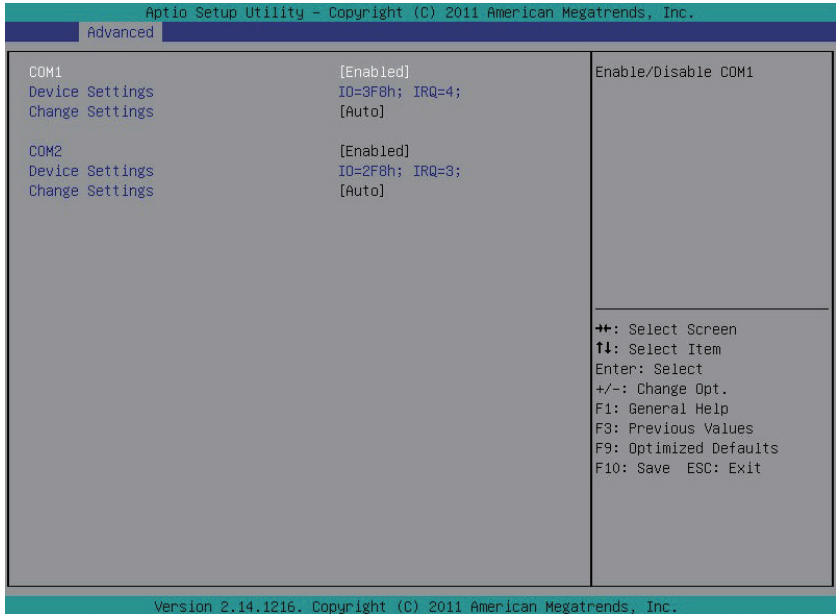 Aptio Setup Utility – Copyright (C) 2011 American Megatrends, Inc.
Advanced
COM1 [Enabled]
Device Settings IO=3F8h; IRQ=4;
Change Settings [Auto]
COM2 [Enabled]
Device Settings IO=2F8h; IRQ=3;
Change Settings [Auto]
Enable/Disable COM1
→←: Select Screen
↑↓: Select Item
Enter: Select
+/-: Change Opt.
F1: General Help
F3: Previous Values
F9: Optimized Defaults
F10: Save ESC: Exit
Version 2.14.1216. Copyright (C) 2011 American Megatrends, Inc.